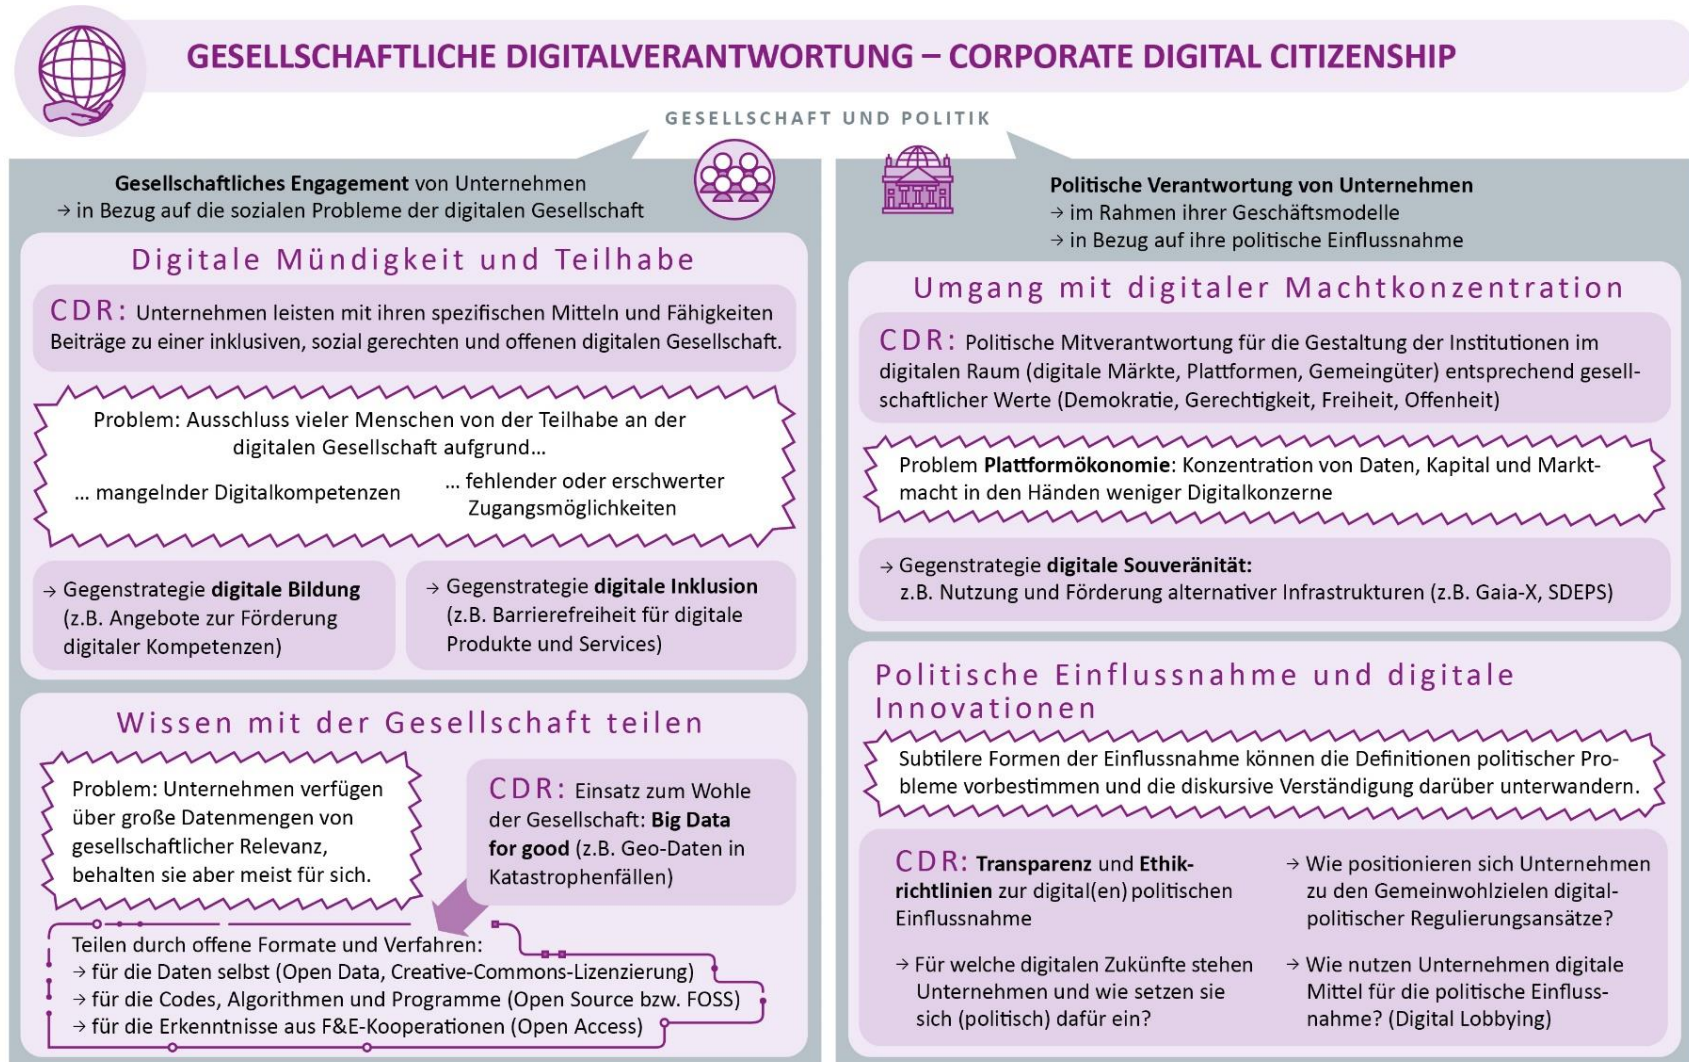 GESELLSCHAFTLICHE DIGITALVERANTWORTUNG – CORPORATE DIGITAL CITIZENSHIP
GESELLSCHAFT UND POLITIK
Gesellschaftliches Engagement von Unternehmen
→ in Bezug auf die sozialen Probleme der digitalen Gesellschaft
Digitale Mündigkeit und Teilhabe
CDR: Unternehmen leisten mit ihren spezifischen Mitteln und Fähigkeiten
Beiträge zu einer inklusiven, sozial gerechten und offenen digitalen Gesellschaft.
Problem: Ausschluss vieler Menschen von der Teilhabe an der
digitalen Gesellschaft aufgrund...
... mangelnder Digitalkompetenzen
... fehlender oder erschwerter
Zugangsmöglichkeiten
→ Gegenstrategie digitale Bildung
(z.B. Angebote zur Förderung
digitaler Kompetenzen)
→ Gegenstrategie digitale Inklusion
(z.B. Barrierefreiheit für digitale
Produkte und Services)
Wissen mit der Gesellschaft teilen
Problem: Unternehmen verfügen
über große Datenmengen von
gesellschaftlicher Relevanz,
behalten sie aber meist für sich.
CDR: Einsatz zum Wohle
der Gesellschaft: Big Data
for good (z.B. Geo-Daten in
Katastrophenfällen)
Teilen durch offene Formate und Verfahren:
→ für die Daten selbst (Open Data, Creative-Commons-Lizenzierung)
→ für die Codes, Algorithmen und Programme (Open Source bzw. FOSS)
→ für die Erkenntnisse aus F&E-Kooperationen (Open Access)
Politische Verantwortung von Unternehmen
→ im Rahmen ihrer Geschäftsmodelle
→ in Bezug auf ihre politische Einflussnahme
Umgang mit digitaler Machtkonzentration
CDR: Politische Mitverantwortung für die Gestaltung der Institutionen im
digitalen Raum (digitale Märkte, Plattformen, Gemeingüter) entsprechend gesell-
schaftlicher Werte (Demokratie, Gerechtigkeit, Freiheit, Offenheit)
Problem Plattformökonomie: Konzentration von Daten, Kapital und Markt-
macht in den Händen weniger Digitalkonzerne
→ Gegenstrategie digitale Souveränität:
z.B. Nutzung und Förderung alternativer Infrastrukturen (z.B. Gaia-X, SDEPS)
Politische Einflussnahme und digitale
Innovationen
Subtilere Formen der Einflussnahme können die Definitionen politischer Pro-
bleme vorbestimmen und die diskursive Verständigung darüber unterwandern.
CDR: Transparenz und Ethik-
richtlinien zur digital(en) politischen
Einflussnahme
→ Für welche digitalen Zukünfte stehen
Unternehmen und wie setzen sie
sich (politisch) dafür ein?
→ Wie positionieren sich Unternehmen
zu den Gemeinwohlzielen digital-
politischer Regulierungsansätze?
→ Wie nutzen Unternehmen digitale
Mittel für die politische Einfluss-
nahme? (Digital Lobbying)